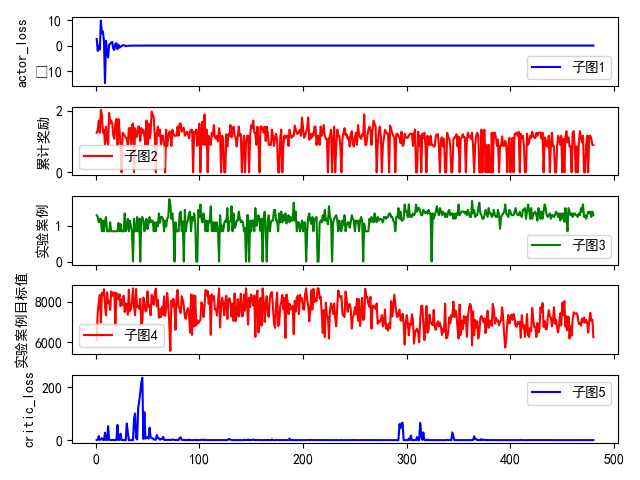 actor_loss
10
0
□10
子图1
累计奖励
2
0
子图2
实验案例
1
0
子图3
实验案例目标值
8000
6000
子图4
critic_loss
200
0
子图5
0 100 200 300 400 500